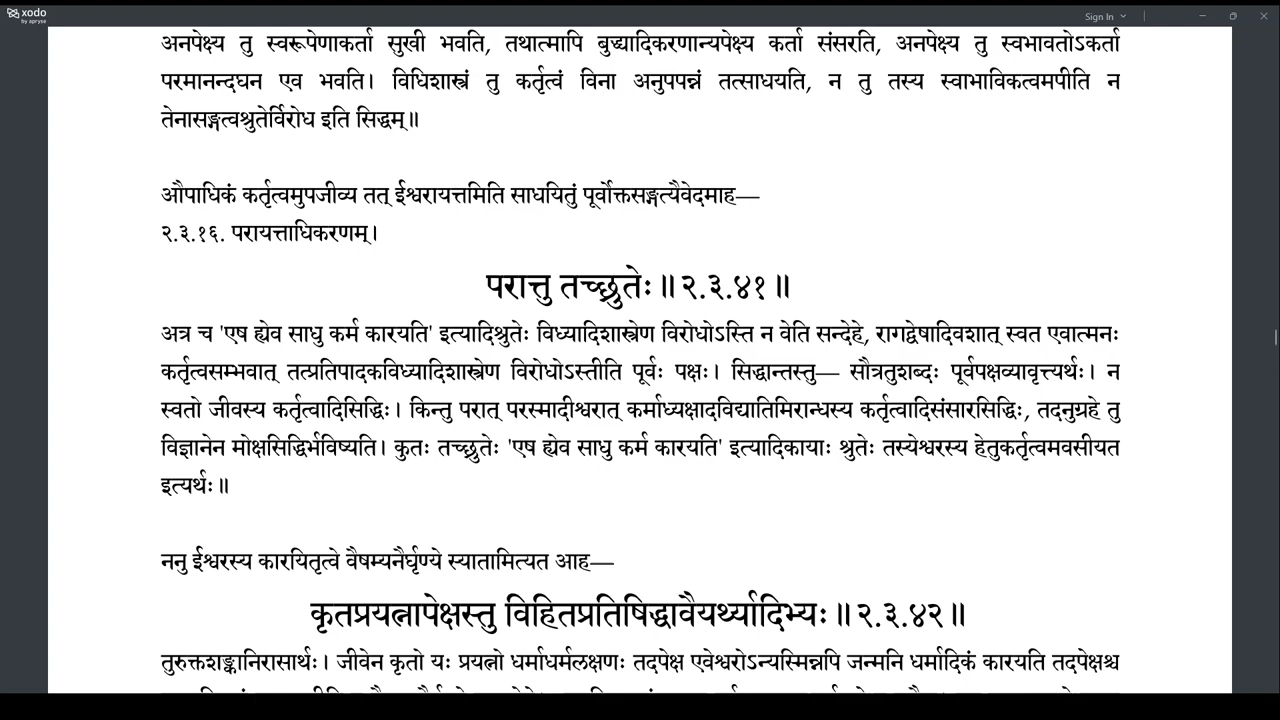 xodo
by apryse
Sign In
अनपेक्ष्य तु स्वरूपेणाकर्ता सुखी भवति, तथात्मापि बुद्ध्यादिकरणान्यपेक्ष्य कर्ता संसरति, अनपेक्ष्य तु स्वभावतोऽकर्ता
परमानन्दघन एव भवति। विधिशास्त्रं तु कर्तृत्वं विना अनुपपन्नं तत्साधयति, न तु तस्य स्वाभाविकत्वमपीति न
तेनासङ्गत्वश्रुतेर्विरोध इति सिद्धम्॥
औपाधिकं कर्तृत्वमुपजीव्य तत् ईश्वरायत्तमिति साधयितुं पूर्वोक्तसङ्गत्यैवेदमाह—
२.३.१६. परायत्ताधिकरणम्।
परात्तु तच्छ्रुतेः॥२.३.४१॥
अत्र च 'एष ह्येव साधु कर्म कारयति' इत्यादिश्रुतेः विध्यादिशास्त्रेण विरोधोऽस्ति न वेति सन्देहे, रागद्वेषादिवशात् स्वत एवात्मनः
कर्तृत्वसम्भवात् तत्प्रतिपादकविध्यादिशास्त्रेण विरोधोऽस्तीति पूर्वः पक्षः। सिद्धान्तस्तु— सौत्रतुशब्दः पूर्वपक्षव्यावृत्त्यर्थः। न
स्वतो जीवस्य कर्तृत्वादिसिद्धिः। किन्तु परात् परस्मादीश्वरात् कर्माध्यक्षादविद्यातिमिरान्धस्य कर्तृत्वादिसंसारसिद्धिः, तदनुग्रहे तु
विज्ञानेन मोक्षसिद्धिर्भविष्यति। कुतः तच्छ्रुतेः 'एष ह्येव साधु कर्म कारयति' इत्यादिकायाः श्रुतेः तस्येश्वरस्य हेतुकर्तृत्वमवसीयत
इत्यर्थः॥
ननु ईश्वरस्य कारयितृत्वे वैषम्यनैर्घृण्ये स्यातामित्यत आह—
कृतप्रयत्नापेक्षस्तु विहितप्रतिषिद्धावैयर्थ्यादिभ्यः॥२.३.४२॥
तुरुक्तशङ्कानिरासार्थः। जीवेन कृतो यः प्रयत्नो धर्माधर्मलक्षणः तदपेक्ष एवेश्वरोऽन्यस्मिन्नपि जन्मनि धर्मादिकं कारयति तदपेक्षश्च